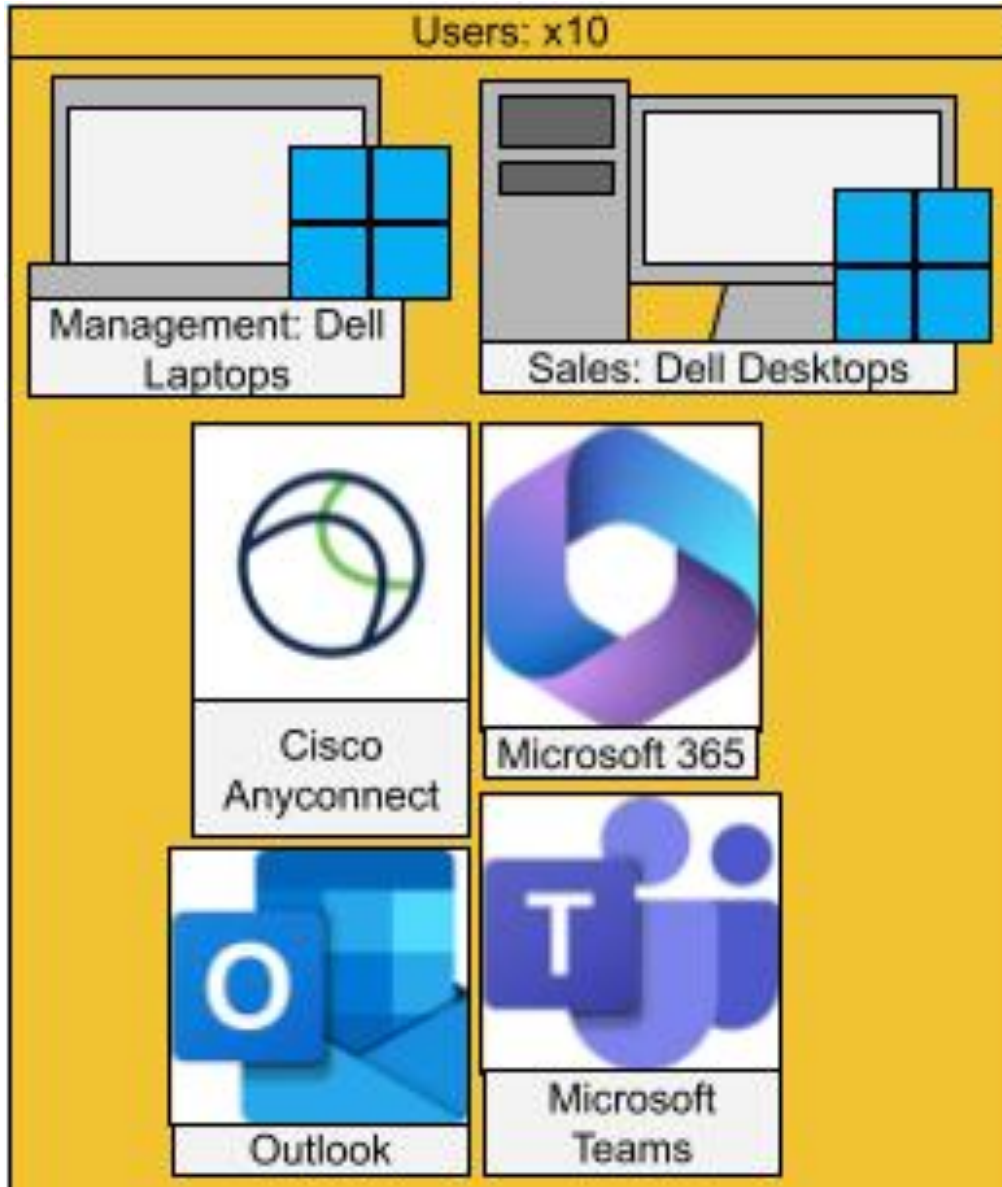 Users: x10
Management: Dell
Laptops
Sales: Dell Desktops
Cisco
Anyconnect
Microsoft 365
O
Outlook
T
Microsoft
Teams